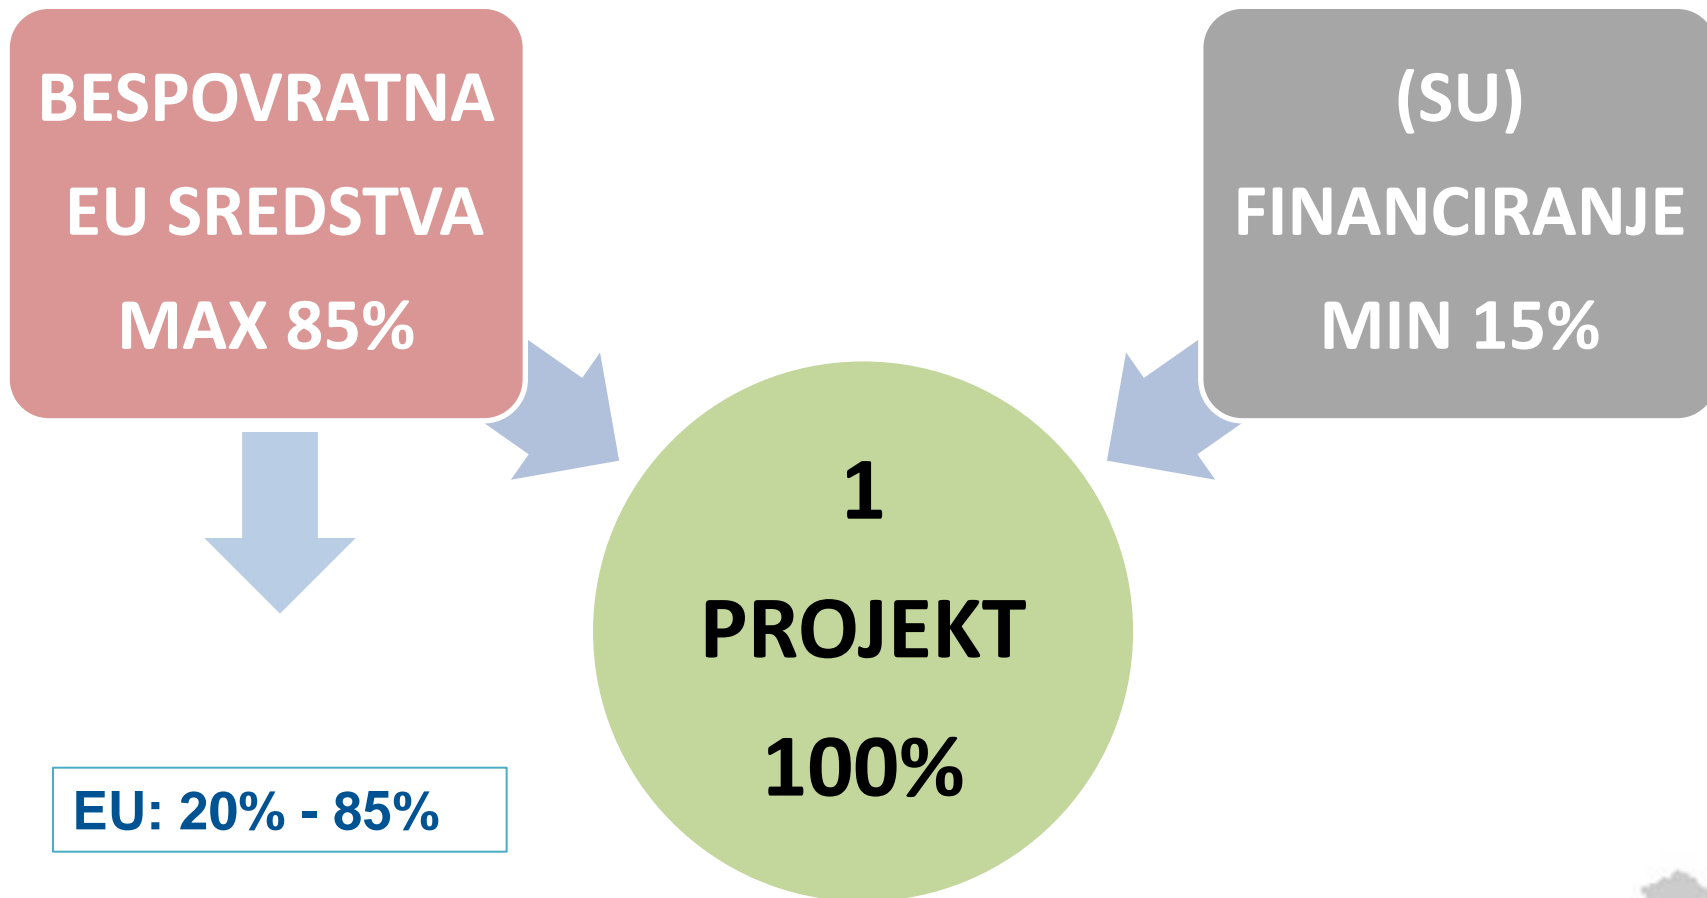 BESPOVRATNA
EU SREDSTVA
MAX 85%
(SU)
FINANCIRANJE
MIN 15%
1
PROJEKT
100%
EU: 20% - 85%